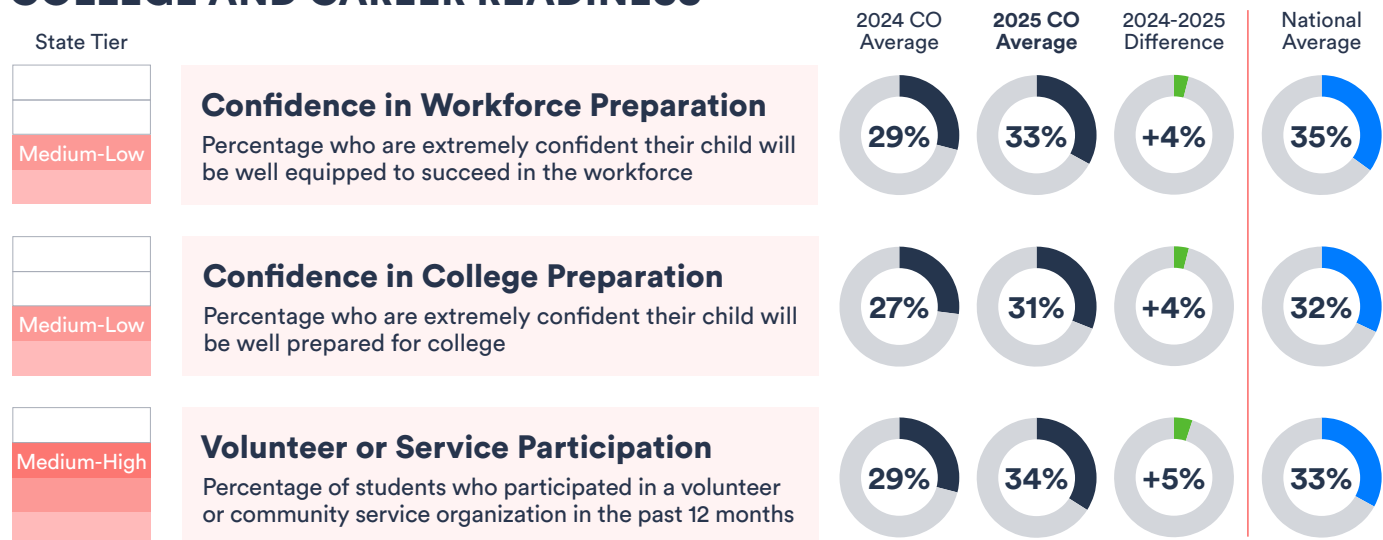 COLLEGE AND CAREER READINESS
State Tier
2024 CO Average
2025 CO Average
2024-2025 Difference
National Average
Medium-Low
Confidence in Workforce Preparation
Percentage who are extremely confident their child will
be well equipped to succeed in the workforce
29%
33%
+4%
35%
Medium-Low
Confidence in College Preparation
Percentage who are extremely confident their child will
be well prepared for college
27%
31%
+4%
32%
Medium-High
Volunteer or Service Participation
Percentage of students who participated in a volunteer
or community service organization in the past 12 months
29%
34%
+5%
33%